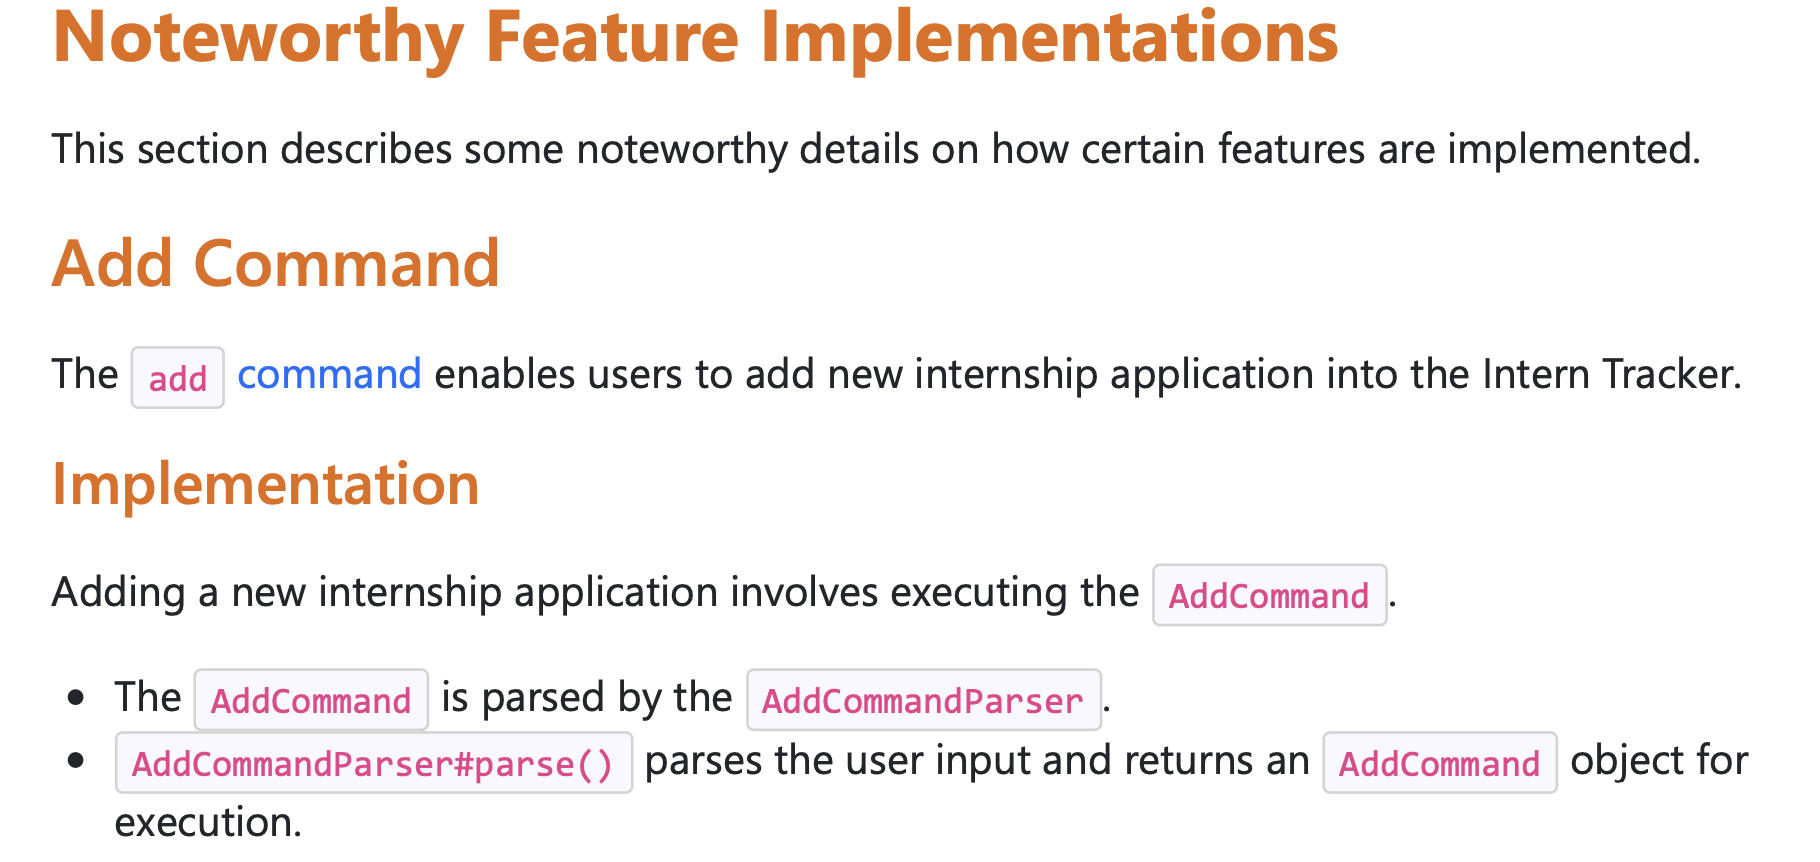 Noteworthy Feature Implementations
This section describes some noteworthy details on how certain features are implemented.
Add Command
The add command enables users to add new internship application into the Intern Tracker.
Implementation
Adding a new internship application involves executing the AddCommand.
• The AddCommand is parsed by the AddCommandParser.
• AddCommandParser#parse() parses the user input and returns an AddCommand object for
execution.